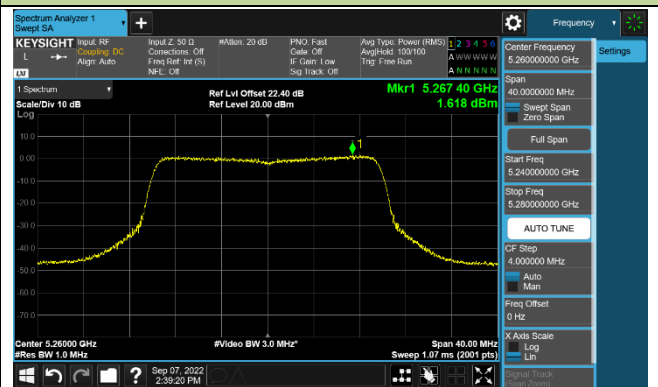 Spectrum Analyzer 1
Swept SA
+
Frequency
KEYSIGHT
L
LXI
Input: RF
Coupling: DC
Align: Auto
Input Z: 50 Ω
Corrections: Off
Freq Ref: Int (S)
NFE: Off
#Atten: 20 dB
PNO: Fast
Gate: Off
IF Gain: Low
Sig Track: Off
Avg Type: Power (RMS)
Avg|Hold: 100/100
Trig: Free Run
1 2 3 4 5 6
A W W W W W
A N N N N N
1 Spectrum
Scale/Div 10 dB
Log
Ref Lvl Offset 22.40 dB
Ref Level 20.00 dBm
Mkr1 5.267 40 GHz
1.618 dBm
10.0
0.00
-10.0
-20.0
-30.0
-40.0
-50.0
-60.0
-70.0
1
Center 5.26000 GHz
#Res BW 1.0 MHz
#Video BW 3.0 MHz*
Span 40.00 MHz
Sweep 1.07 ms (2001 pts)
Sep 07, 2022
2:39:20 PM
?
Center Frequency
5.260000000 GHz
Settings
Span
40.0000000 MHz
Swept Span
Zero Span
Full Span
Start Freq
5.240000000 GHz
Stop Freq
5.280000000 GHz
AUTO TUNE
CF Step
4.000000 MHz
Auto
Man
Freq Offset
0 Hz
X Axis Scale
Log
Lin
Signal Track
(Span Zoom)